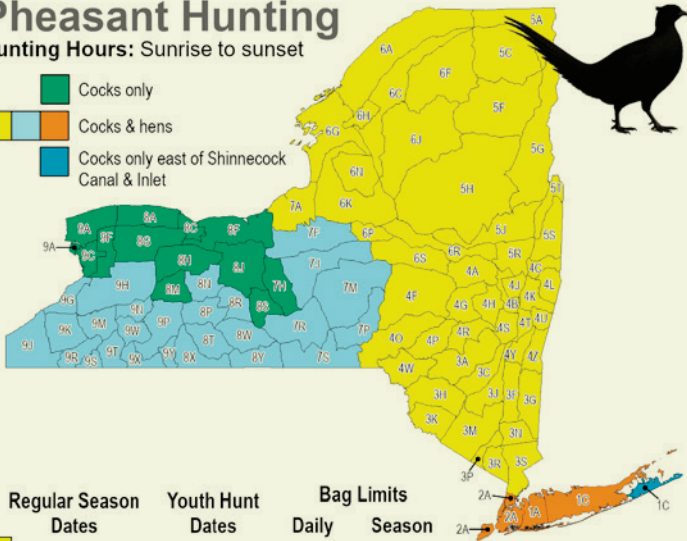 Pheasant Hunting
unting Hours: Sunrise to sunset
Cocks only
Cocks & hens
Cocks only east of Shinnecock
Canal & Inlet
6A
5A
6F
5C
6C
5F
6H
6G
6J
5G
6N
5H
5T
7A
6K
9A
8A
8C
8F
7F
6P
5J
5S
9A
9F
8G
6S
6R
5R
9C
8H
8J
7J
4A
4C
9H
8M
8N
7H
7M
4F
4J
4L
9G
8R
8S
4G
4H
4B
4K
9N
8P
9K
9M
9W
9P
7R
7P
4R
4S
4T
4U
9J
8T
8W
4O
4P
9R
9S
9T
9X
9Y
8X
8Y
7S
4W
3A
4Y
4Z
3C
3H
3J
3F
3G
3K
3M
3N
3P
3R
3S
2A
1C
1C
2A
1A
2A
Regular Season
Dates
Youth Hunt
Dates
Bag Limits
Daily Season